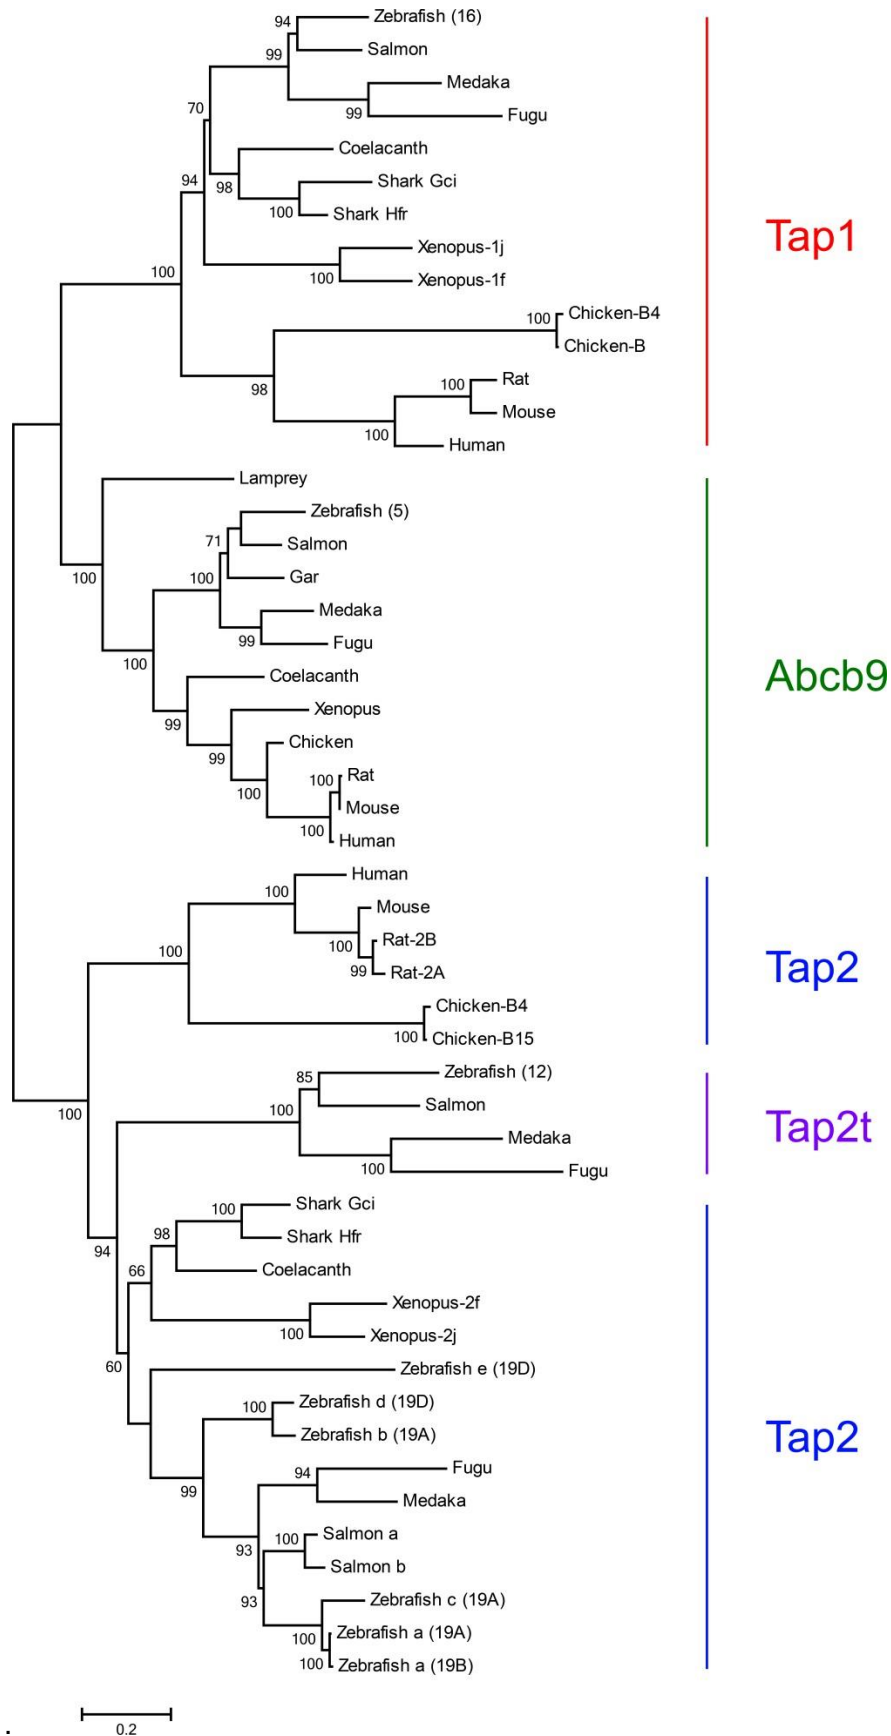 94
Zebrafish (16)
Salmon
99
Medaka
70
99
Fugu
Coelacanth
94
98
Shark Gci
100
Shark Hfr
Tap1
Xenopus-1j
100
100
Xenopus-1f
100
Chicken-B4
Chicken-B
98
100
Rat
Mouse
100
Human
Lamprey
Zebrafish (5)
71
Salmon
100
100
Gar
Medaka
99
Fugu
100
Coelacanth
Abcb9
99
Xenopus
99
Chicken
100
100
Rat
Mouse
100
Human
Human
100
Mouse
100
100
Rat-2B
99
Rat-2A
Tap2
Chicken-B4
100
Chicken-B15
85
Zebrafish (12)
100
100
Salmon
Tap2t
Medaka
100
Fugu
100
Shark Gci
94
98
Shark Hfr
66
Coelacanth
Xenopus-2f
100
Xenopus-2j
60
Zebrafish e (19D)
100
Zebrafish d (19D)
Zebrafish b (19A)
Tap2
94
Fugu
99
Medaka
100
Salmon a
93
Salmon b
93
Zebrafish c (19A)
100
Zebrafish a (19A)
100
Zebrafish a (19B)
0.2